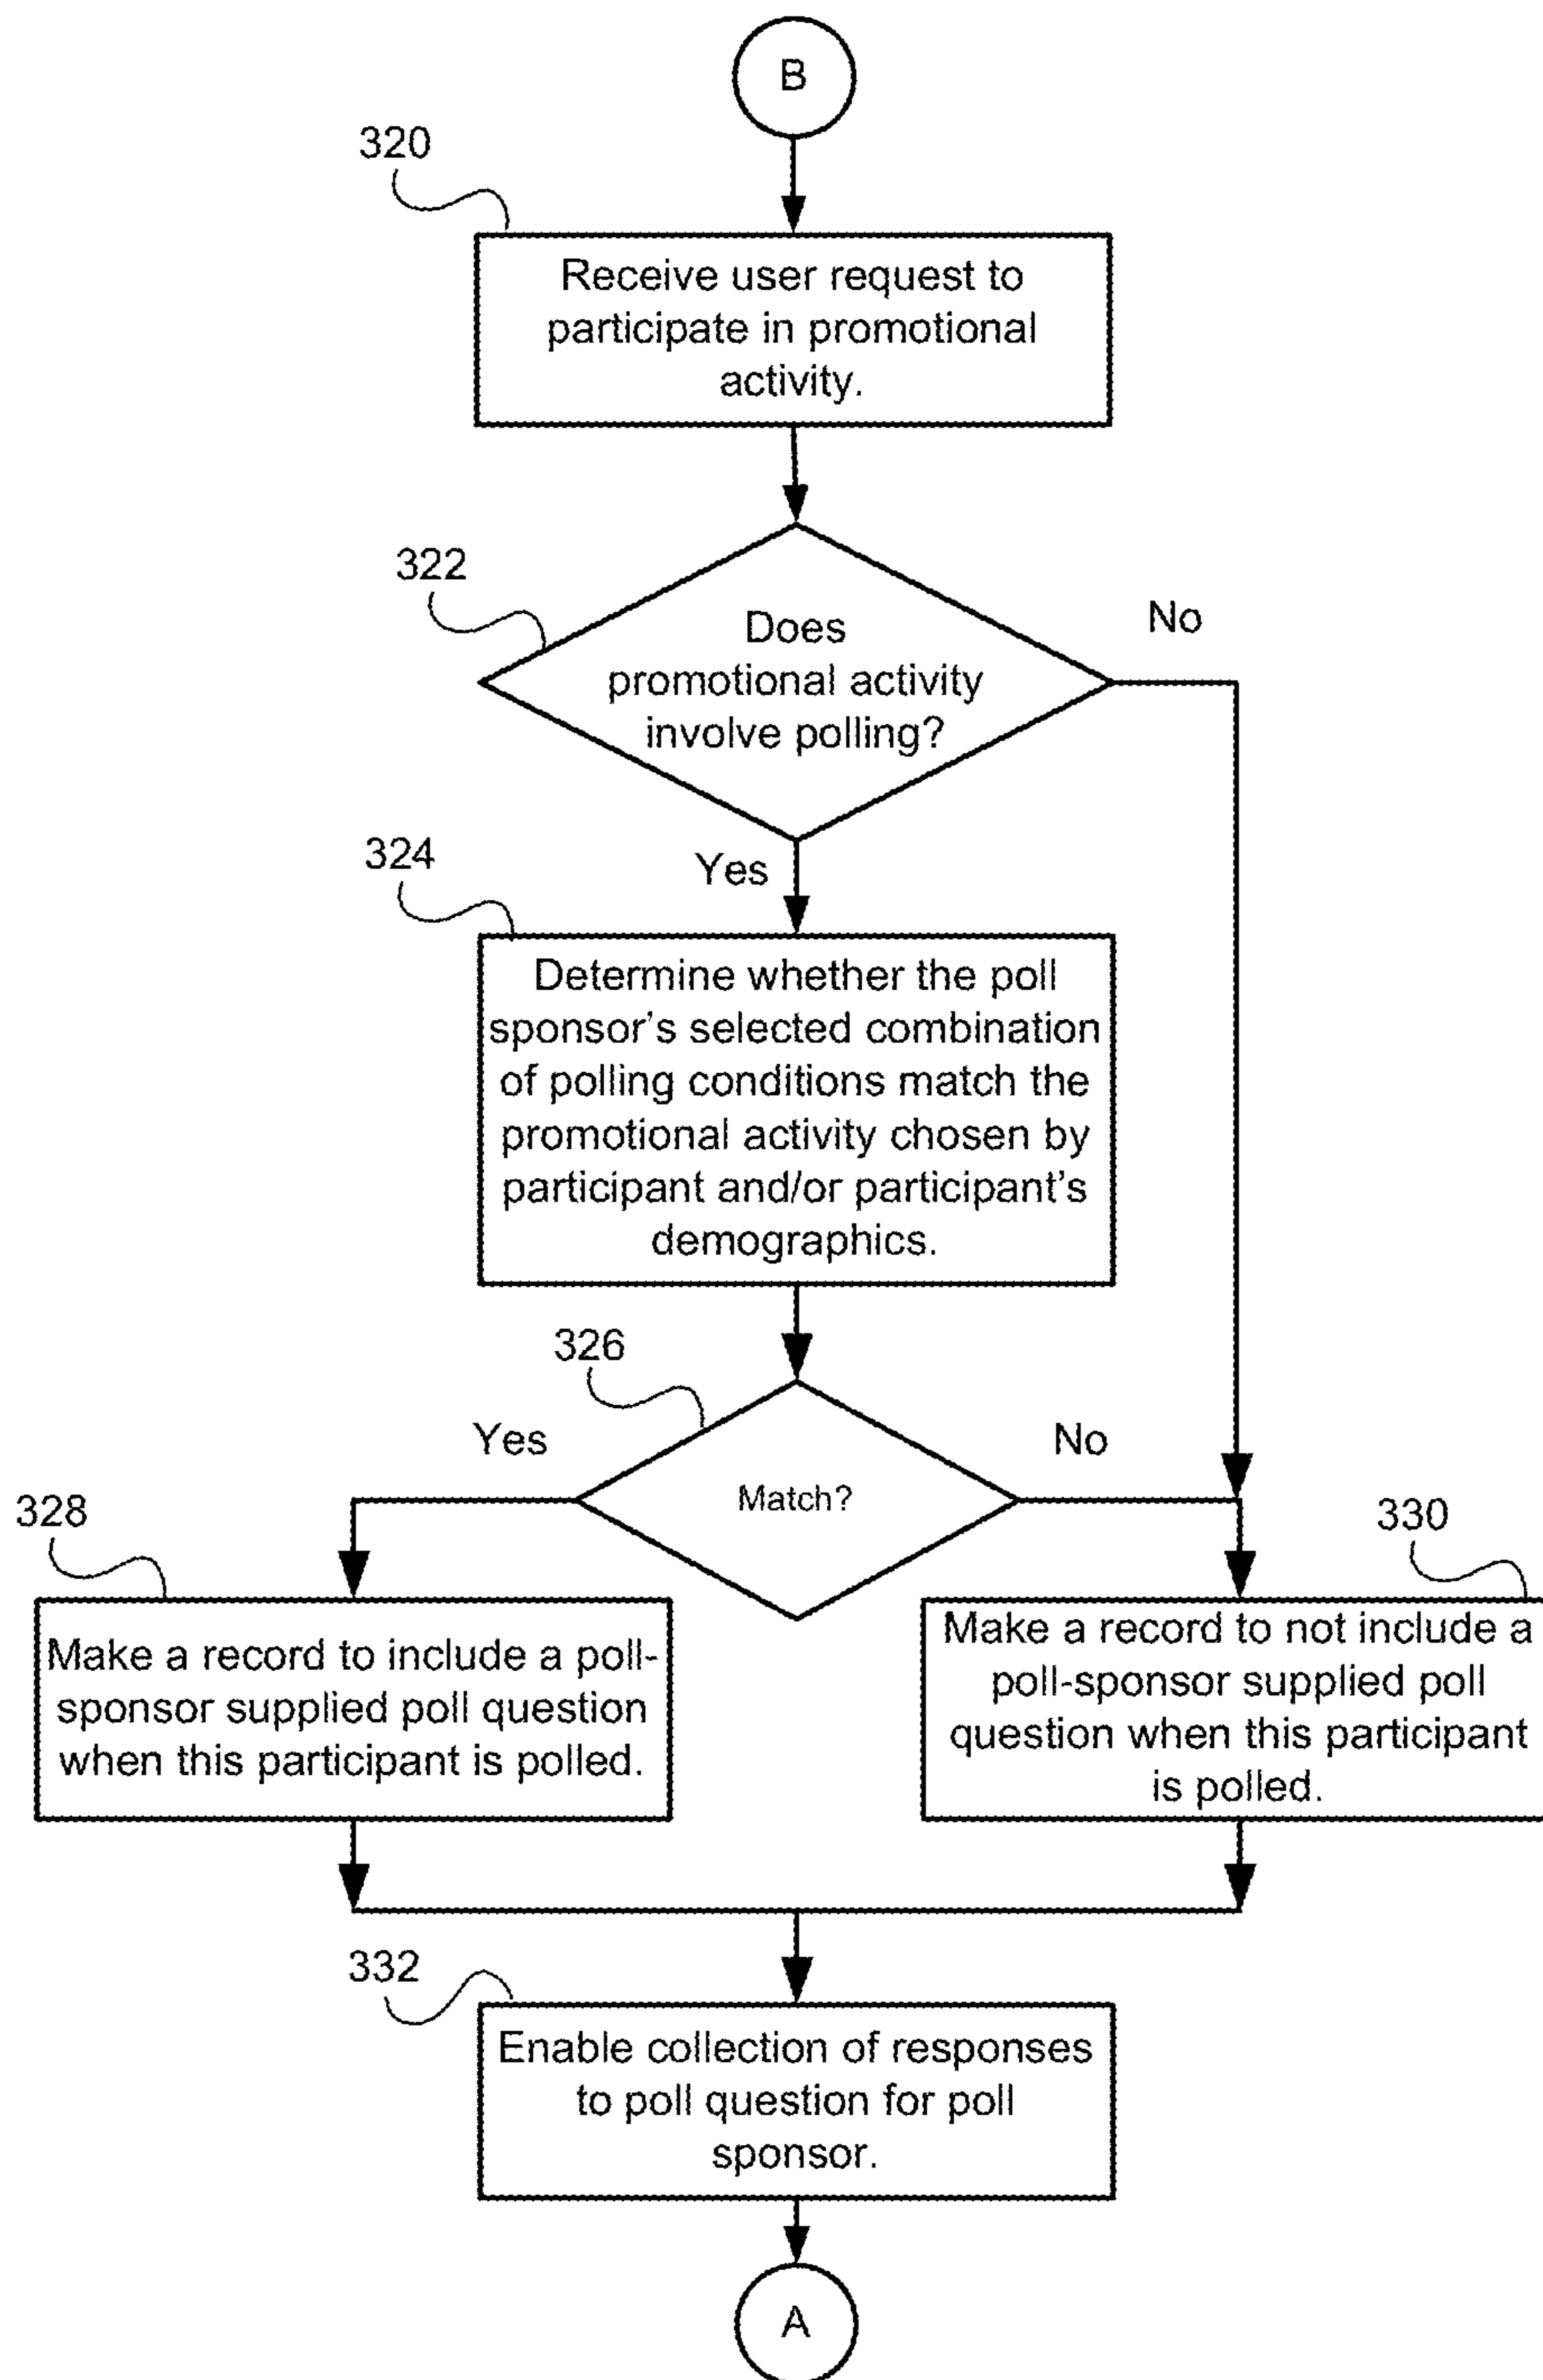 B
320
Receive user request to
participate in promotional
activity.
322
Does
promotional activity
involve polling?
No
Yes
324
Determine whether the poll
sponsor's selected combination
of polling conditions match the
promotional activity chosen by
participant and/or participant's
demographics.
326
Yes
Match?
No
328
Make a record to include a poll-
sponsor supplied poll question
when this participant is polled.
330
Make a record to not include a
poll-sponsor supplied poll
question when this participant
is polled.
332
Enable collection of responses
to poll question for poll
sponsor.
A